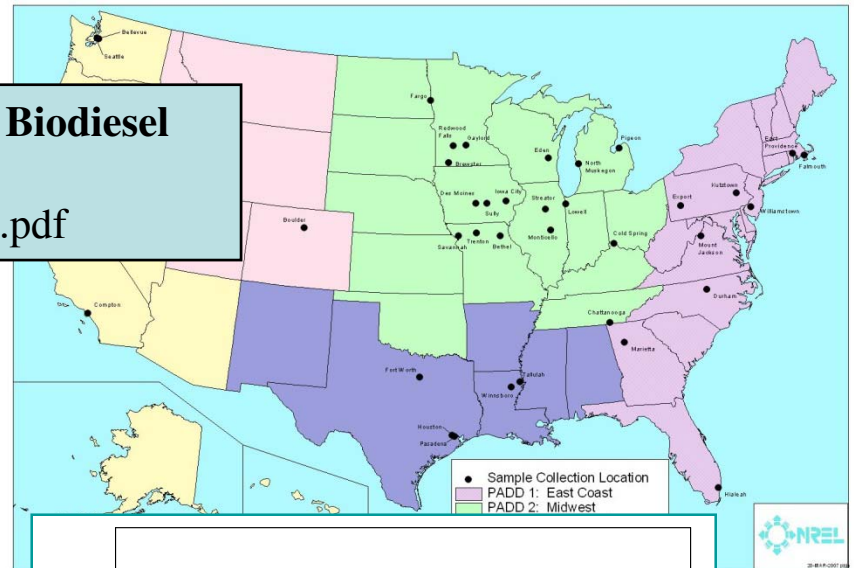 Biodiesel
.pdf
Bellevue
Seattle
Fargo
Redwood Falls
Gaylord
Brewster
Eden
North Muskegon
Pigeon
East Providence
Falmouth
Des Moines
Iowa City
Sully
Streator
Lowell
Export
Kutztown
Williamstown
Boulder
Savannah
Trenton
Bethel
Monticello
Cold Spring
Mount Jackson
Compton
Durham
Chattanooga
Marietta
Fort Worth
Tallulah
Winnsboro
Houston
Pasadena
Hialeah
Sample Collection Location
PADD 1: East Coast
PADD 2: Midwest
NREL